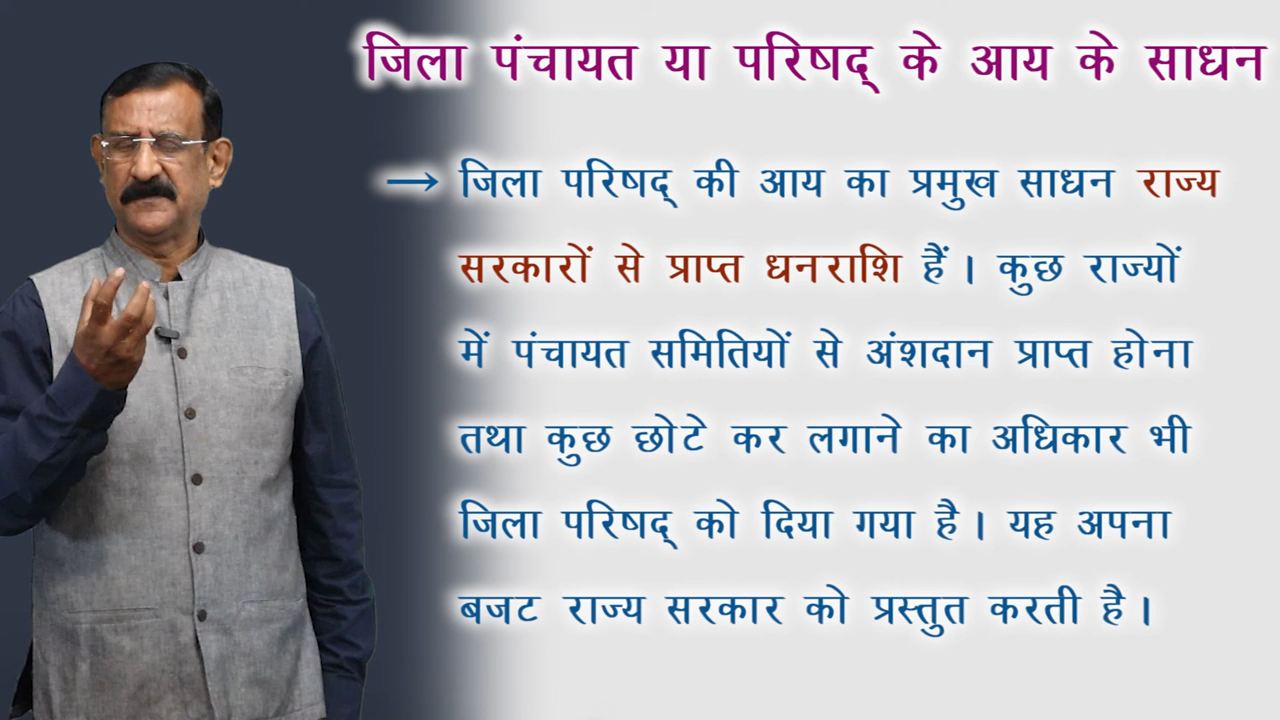 जिला पंचायत या परिषद् के आय के साधन
→ जिला परिषद् की आय का प्रमुख साधन राज्य
सरकारों से प्राप्त धनराशि हैं। कुछ राज्यों
में पंचायत समितियों से अंशदान प्राप्त होना
तथा कुछ छोटे कर लगाने का अधिकार भी
जिला परिषद् को दिया गया है। यह अपना
बजट राज्य सरकार को प्रस्तुत करती है।